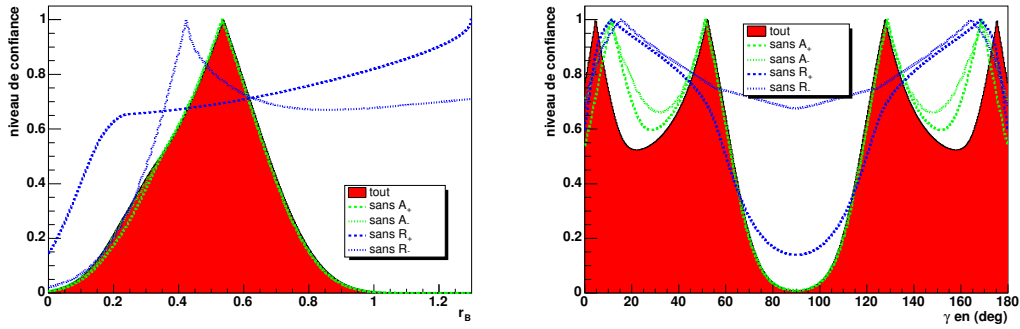 niveau de confiance
1
0.8
0.6
0.4
0.2
0
tout
sans A+
sans A-
sans R+
sans R-
0 0.2 0.4 0.6 0.8 1 1.2
rB
niveau de confiance
1
0.8
0.6
0.4
0.2
0
tout
sans A+
sans A-
sans R+
sans R-
0 20 40 60 80 100 120 140 160 180
γ en (deg)